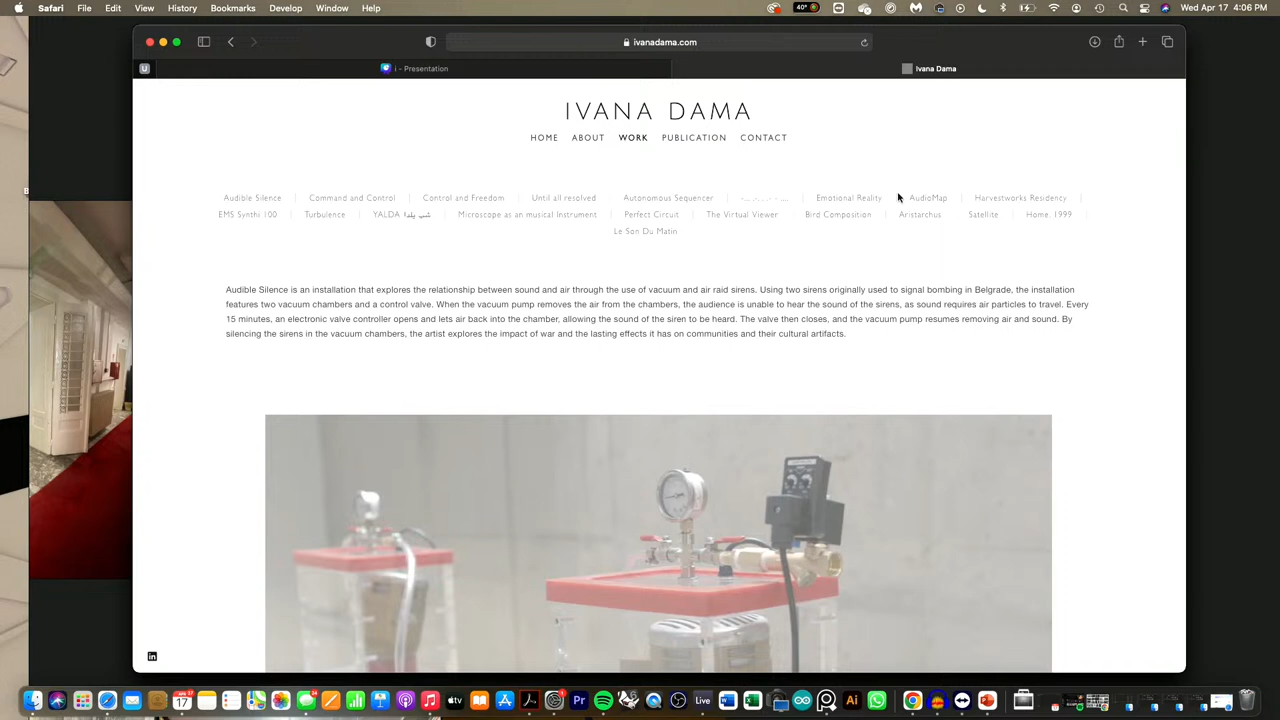 Safari File Edit View History Bookmarks Develop Window Help 40° Wed Apr 17 4:06 PM
ivanadama.com
i - Presentation Ivana Dama
IVANA DAMA
HOME ABOUT WORK PUBLICATION CONTACT
Audible Silence | Command and Control | Control and Freedom | Until all resolved | Autonomous Sequencer | | Emotional Reality | AudioMap | Harvestworks Residency |
EMS Synthi 100 | Turbulence | YALDA شب یلدا | Microscope as an musical Instrument | Perfect Circuit | The Virtual Viewer | Bird Composition | Aristarchus | Satellite | Home, 1999 |
Le Son Du Matin
Audible Silence is an installation that explores the relationship between sound and air through the use of vacuum and air raid sirens. Using two sirens originally used to signal bombing in Belgrade, the installation
features two vacuum chambers and a control valve. When the vacuum pump removes the air from the chambers, the audience is unable to hear the sound of the sirens, as sound requires air particles to travel. Every
15 minutes, an electronic valve controller opens and lets air back into the chamber, allowing the sound of the siren to be heard. The valve then closes, and the vacuum pump resumes removing air and sound. By
silencing the sirens in the vacuum chambers, the artist explores the impact of war and the lasting effects it has on communities and their cultural artifacts.
in
17 tv Pr Live Ai